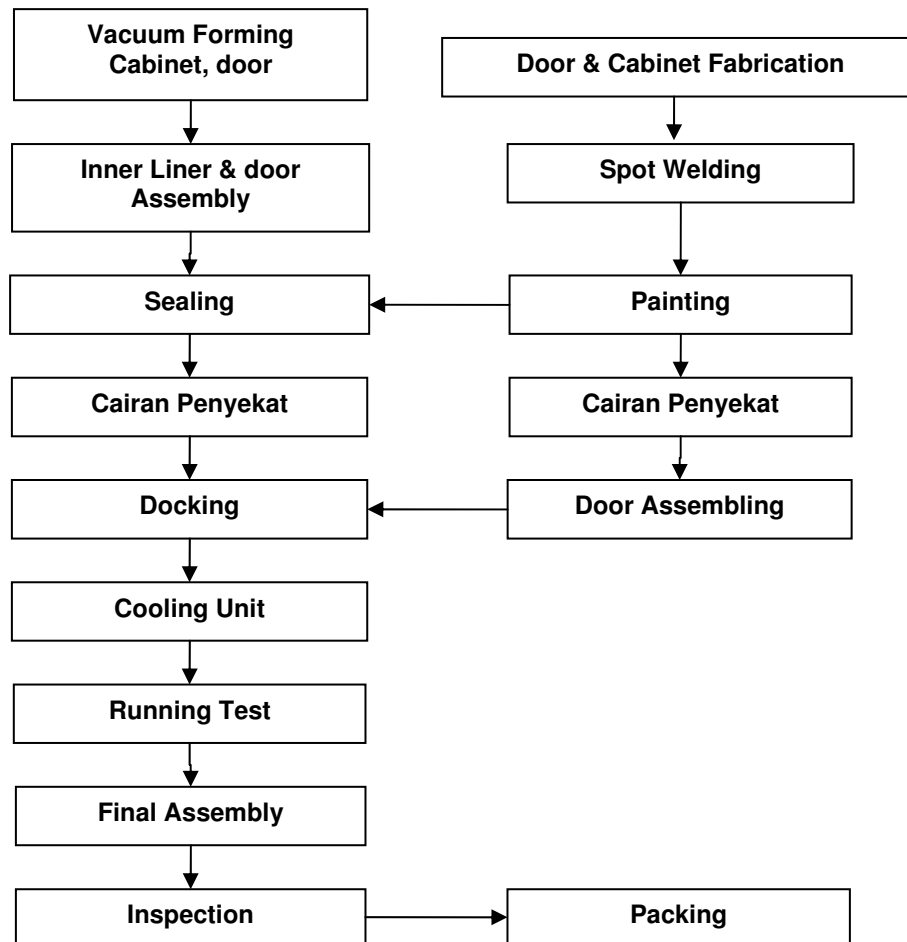 Vacuum Forming
Cabinet, door
Door & Cabinet Fabrication
Inner Liner & door
Assembly
Spot Welding
Sealing
Painting
Cairan Penyekat
Cairan Penyekat
Docking
Door Assembling
Cooling Unit
Running Test
Final Assembly
Inspection
Packing